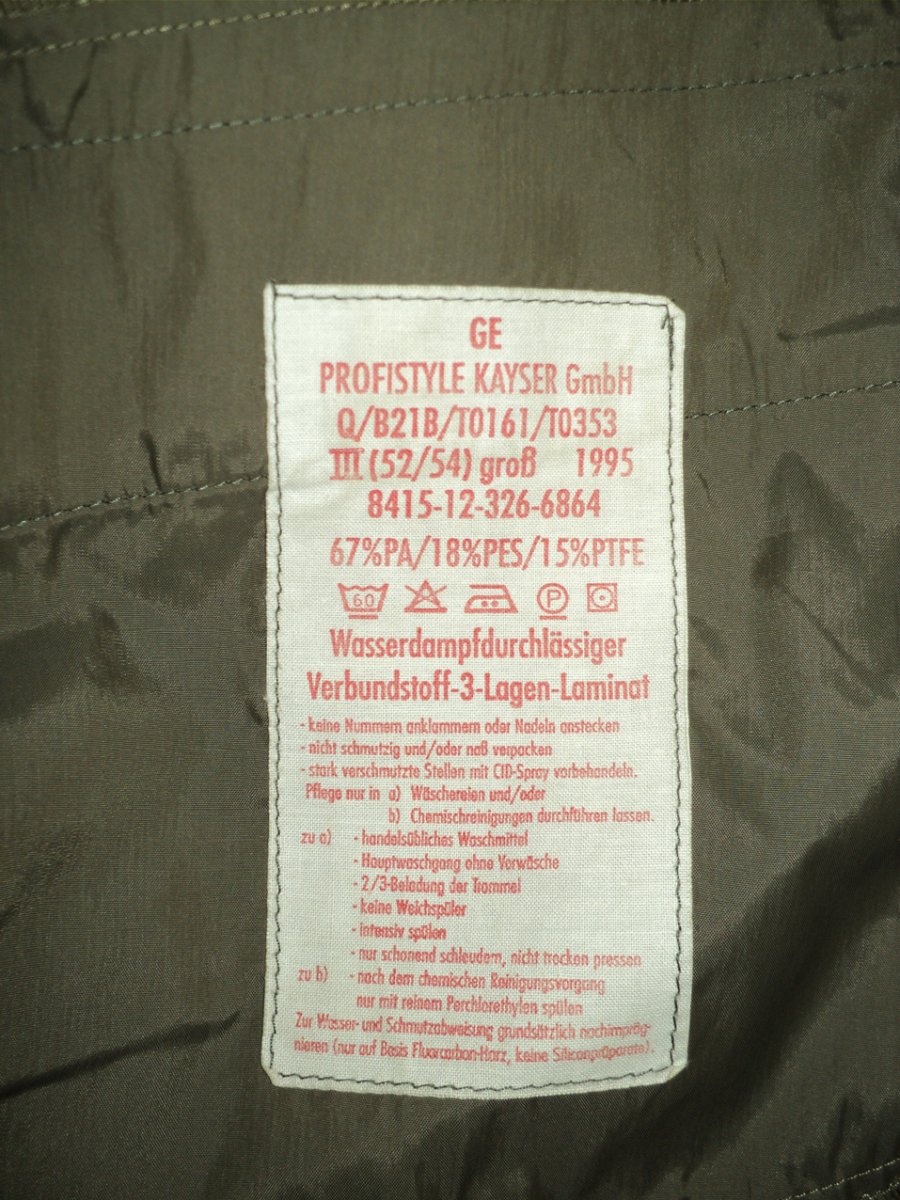 GE
PROFISTYLE KAYSER GmbH
Q/B21B/T0161/T0353
III (52/54) groß 1995
8415-12-326-6864
67%PA/18%PES/15%PTFE
60 P
Wasserdampfdurchlässiger
Verbundstoff-3-Lagen-Laminat
- keine Nummern anklammern oder Nadeln anstecken
- nicht schmutzig und/oder naß verpacken
- stark verschmutzte Stellen mit CID-Spray vorbehandeln.
Pflege nur in a) Wäschereien und/oder
b) Chemischreinigungen durchführen lassen.
zu a) - handelsübliches Waschmittel
- Hauptwaschgang ohne Vorwäsche
- 2/3-Beladung der Trommel
- keine Weichspüler
- intensiv spülen
- nur schonend schleudern, nicht trocken pressen
zu b) - nach dem chemischen Reinigungsvorgang
nur mit reinem Perchlorethylen spülen
Zur Wasser- und Schmutzabweisung grundsätzlich nachimpräg-
nieren (nur auf Basis Fluorcarbon-Harz, keine Siliconpräparate).